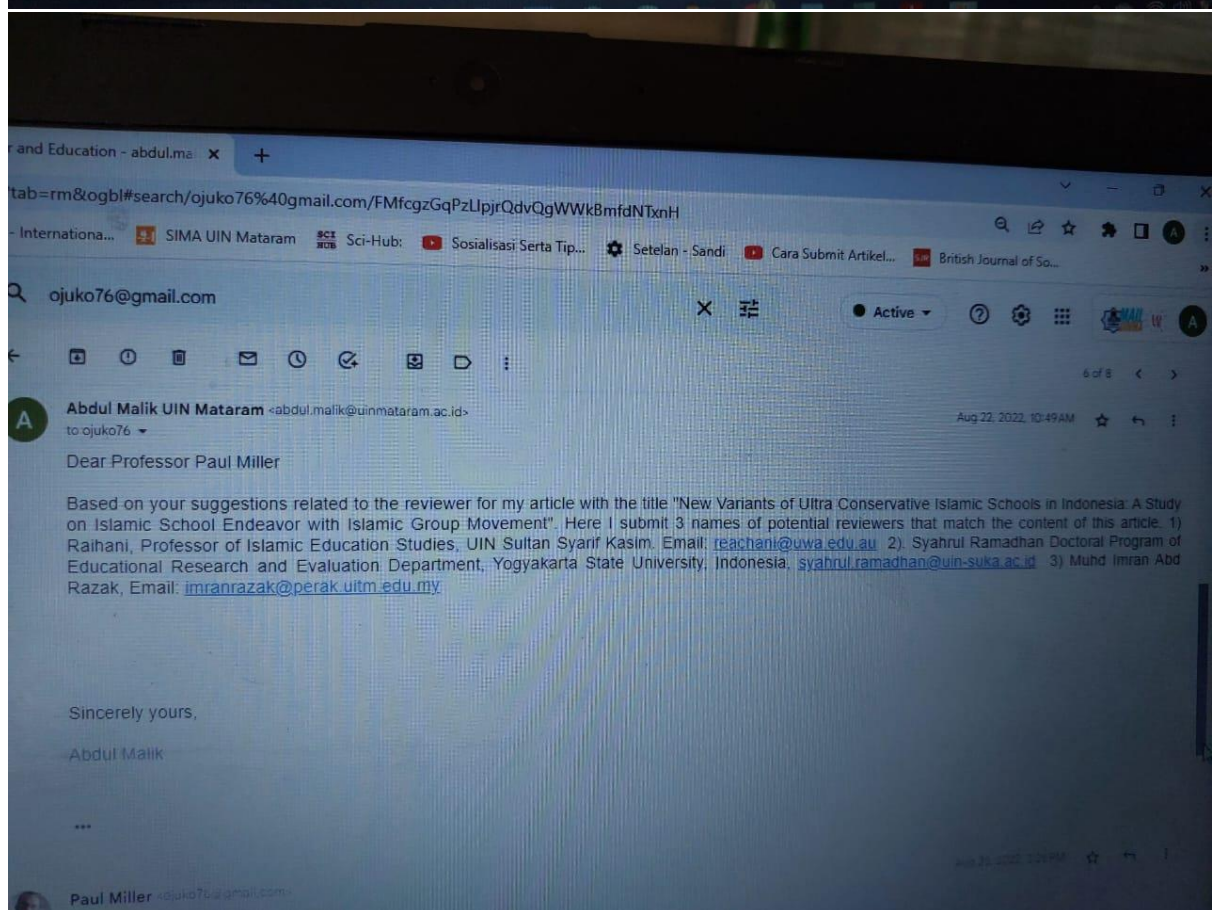 r and Education - abdul.ma
tab=rm&ogbl#search/ojuko76%40gmail.com/FMfcgzGqPzLlpjrQdvQgWWkBmfdNTxnH
- Internationa... SIMA UIN Mataram SCI HUB Sci-Hub: Sosialisasi Serta Tip... Setelan - Sandi Cara Submit Artikel... British Journal of So...
ojuko76@gmail.com Active
6 of 8
Abdul Malik UIN Mataram <abdul.malik@uinmataram.ac.id> Aug 22, 2022, 10:49 AM
to ojuko76
Dear Professor Paul Miller
Based on your suggestions related to the reviewer for my article with the title "New Variants of Ultra Conservative Islamic Schools in Indonesia: A Study
on Islamic School Endeavor with Islamic Group Movement". Here I submit 3 names of potential reviewers that match the content of this article. 1)
Raihani, Professor of Islamic Education Studies, UIN Sultan Syarif Kasim. Email: reachani@uwa.edu.au 2). Syahrul Ramadhan Doctoral Program of
Educational Research and Evaluation Department, Yogyakarta State University, Indonesia, syahrul.ramadhan@uin-suka.ac.id 3) Muhd Imran Abd
Razak, Email: imranrazak@perak.uitm.edu.my
Sincerely yours,
Abdul Malik
Paul Miller <ojuko76@gmail.com>